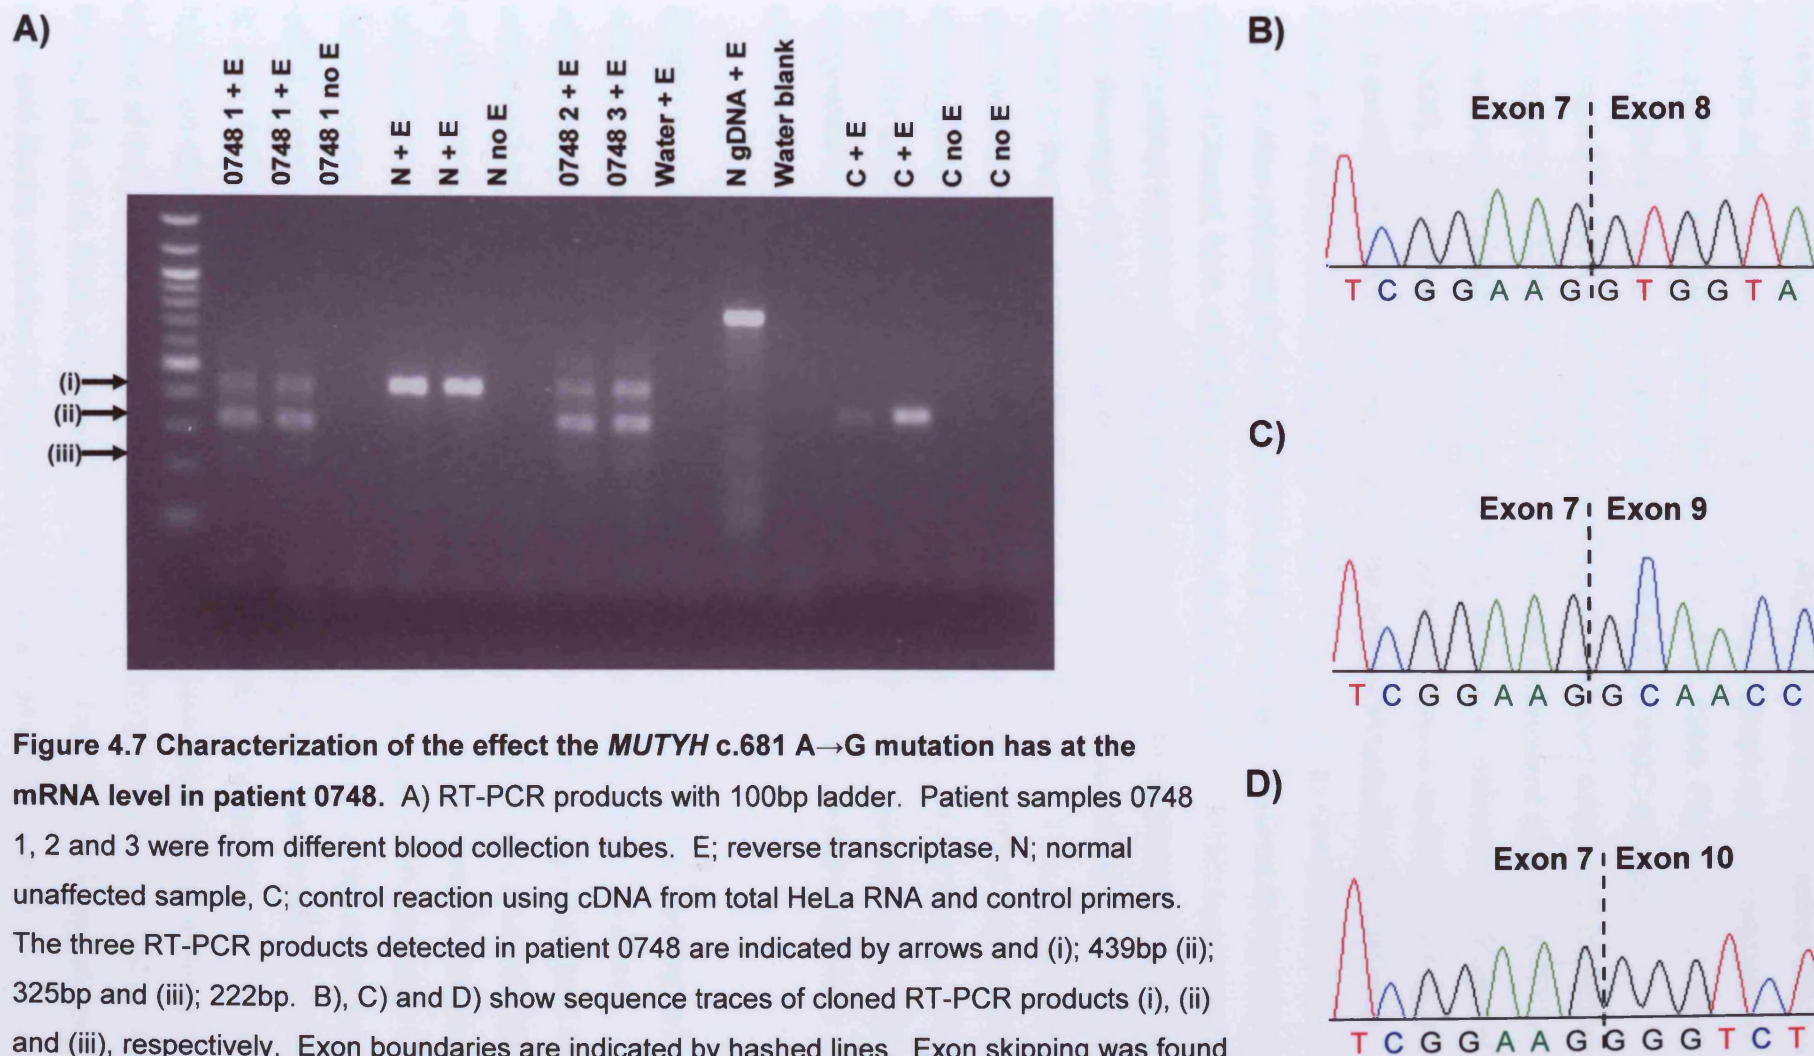 A)
0748 1 + E
0748 1 + E
0748 1 no E
N + E
N + E
N no E
0748 2 + E
0748 3 + E
Water + E
N gDNA + E
Water blank
C + E
C + E
C no E
C no E
(i)
(ii)
(iii)
B)
Exon 7 Exon 8
T C G G A A G G T G G T A
C)
Exon 7 Exon 9
T C G G A A G G C A A C C
D)
Exon 7 Exon 10
T C G G A A G G G T C T
Figure 4.7 Characterization of the effect the MUTYH c.681 A→G mutation has at the
mRNA level in patient 0748. A) RT-PCR products with 100bp ladder. Patient samples 0748
1, 2 and 3 were from different blood collection tubes. E; reverse transcriptase, N; normal
unaffected sample, C; control reaction using cDNA from total HeLa RNA and control primers.
The three RT-PCR products detected in patient 0748 are indicated by arrows and (i); 439bp (ii);
325bp and (iii); 222bp. B), C) and D) show sequence traces of cloned RT-PCR products (i), (ii)
and (iii), respectively. Exon boundaries are indicated by hashed lines. Exon skipping was found